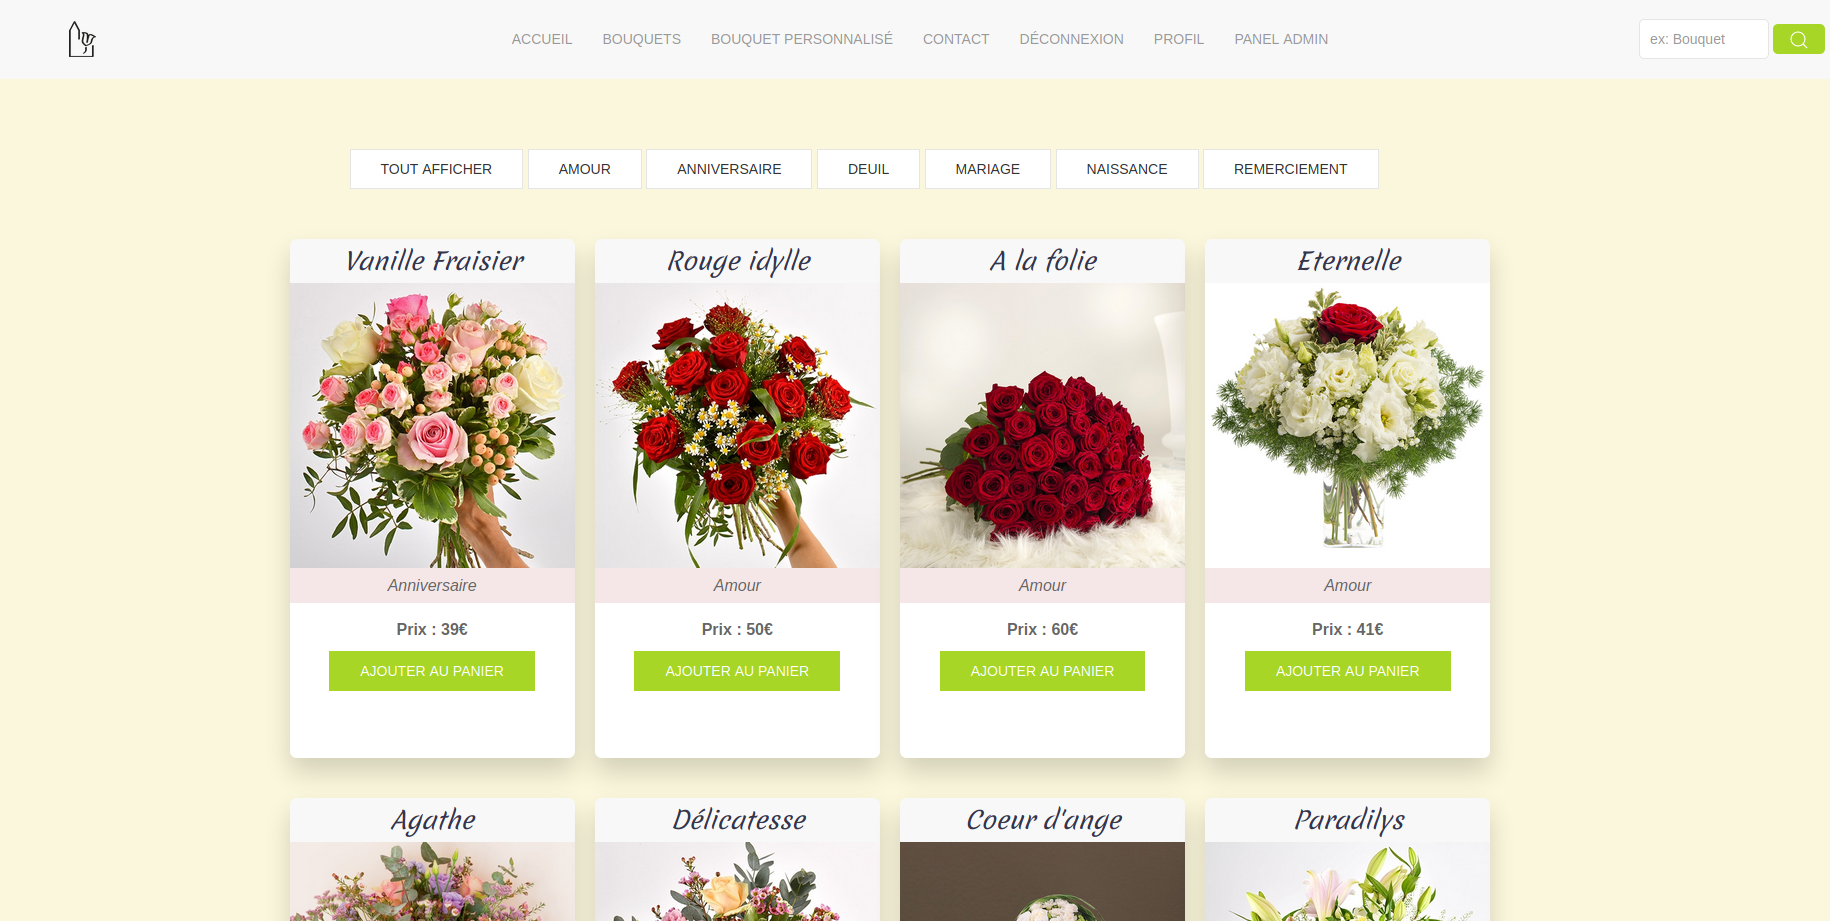 ACCUEIL BOUQUETS BOUQUET PERSONNALISÉ CONTACT DÉCONNEXION PROFIL PANEL ADMIN ex: Bouquet
TOUT AFFICHER AMOUR ANNIVERSAIRE DEUIL MARIAGE NAISSANCE REMERCIEMENT
Vanille Fraisier Rouge idylle A la folie Eternelle
Anniversaire Amour Amour Amour
Prix : 39€ Prix : 50€ Prix : 60€ Prix : 41€
AJOUTER AU PANIER AJOUTER AU PANIER AJOUTER AU PANIER AJOUTER AU PANIER
Agathe Délicatesse Coeur d'ange Paradilys